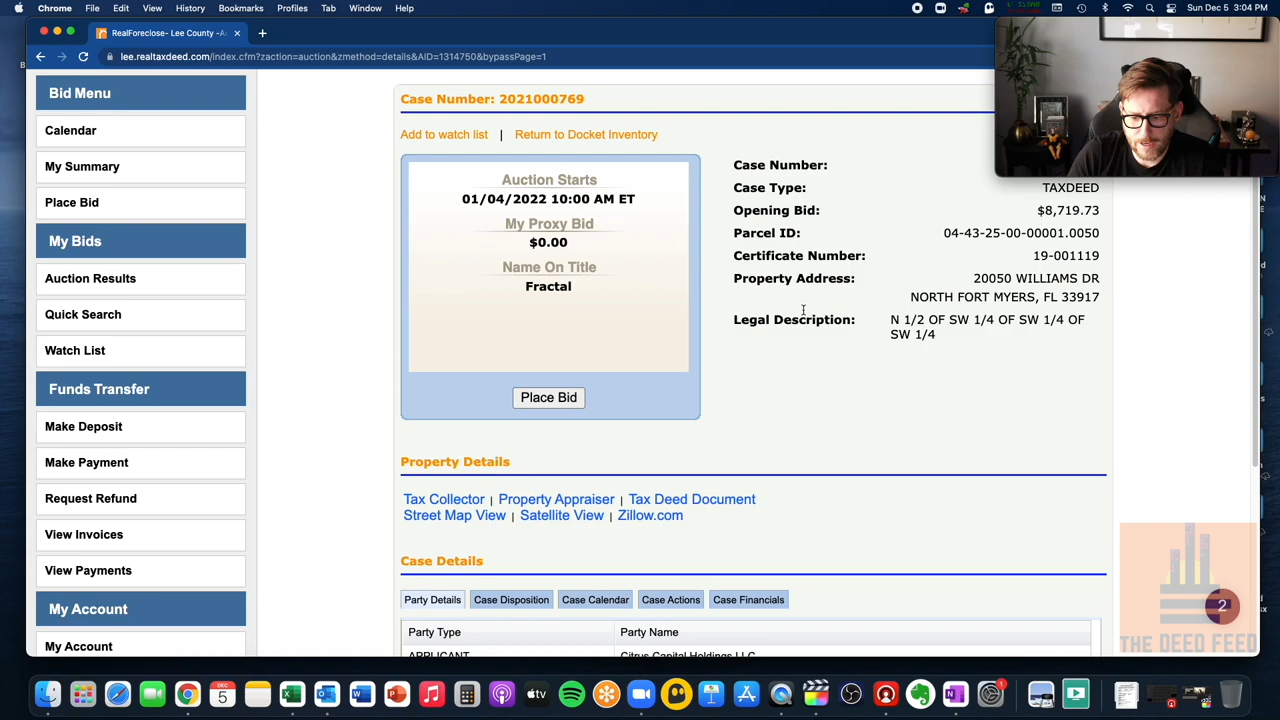 Chrome File Edit View History Bookmarks Profiles Tab Window Help Sun Dec 5 3:04 PM
RealForeclose- Lee County -A
lee.realtaxdeed.com/index.cfm?zaction=auction&zmethod=details&AID=1314750&bypassPage=1
Bid Menu
Calendar
My Summary
Place Bid
My Bids
Auction Results
Quick Search
Watch List
Funds Transfer
Make Deposit
Make Payment
Request Refund
View Invoices
View Payments
My Account
My Account
Case Number: 2021000769
Add to watch list | Return to Docket Inventory
Auction Starts
01/04/2022 10:00 AM ET
My Proxy Bid
$0.00
Name On Title
Fractal
Place Bid
Case Number:
Case Type: TAXDEED
Opening Bid: $8,719.73
Parcel ID: 04-43-25-00-00001.0050
Certificate Number: 19-001119
Property Address: 20050 WILLIAMS DR
NORTH FORT MYERS, FL 33917
Legal Description: N 1/2 OF SW 1/4 OF SW 1/4 OF
SW 1/4
Property Details
Tax Collector | Property Appraiser | Tax Deed Document
Street Map View | Satellite View | Zillow.com
Case Details
Party Details Case Disposition Case Calendar Case Actions Case Financials
Party Type Party Name
APPLICANT Citrus Capital Holdings LLC
2
THE DEED FEED
DEC
5
1